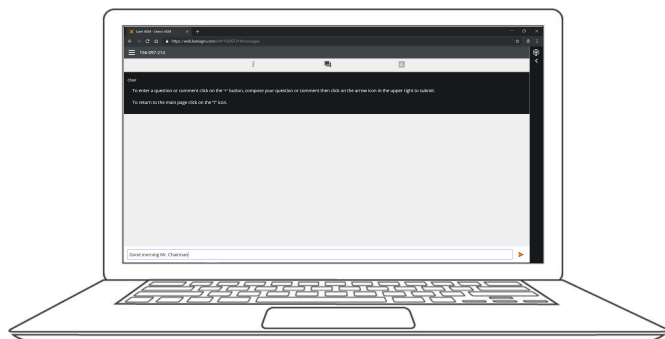 Lumi AGM - Demo AGM
https://web.lumiagm.com
156-097-214
i
chair
To enter a question or comment click on the '+' button, compose your question or comment then click on the arrow icon in the upper right to submit.
To return to the main page click on the "i" icon.
Good morning Mr. Chairman